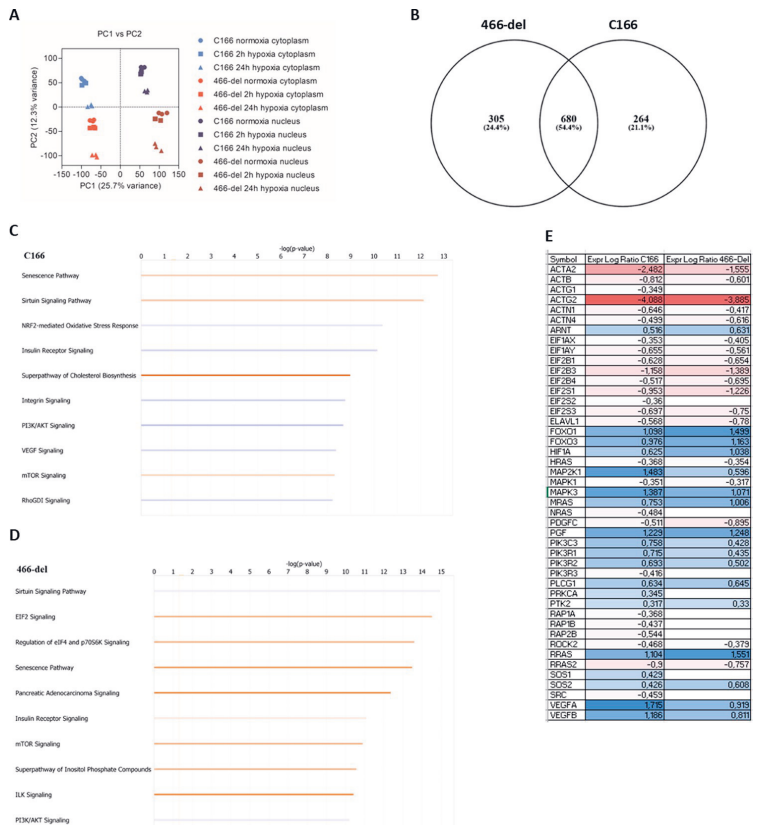 A
PC1 vs PC2
PC2 (12.3% variance)
100
50
0
-50
-100
-150 -100 -50 0 50 100 150
PC1 (25.7% variance)
C166 normoxia cytoplasm
C166 2h hypoxia cytoplasm
C166 24h hypoxia cytoplasm
466-del normoxia cytoplasm
466-del 2h hypoxia cytoplasm
466-del 24h hypoxia cytoplasm
C166 normoxia nucleus
C166 2h hypoxia nucleus
C166 24h hypoxia nucleus
466-del normoxia nucleus
466-del 2h hypoxia nucleus
466-del 24h hypoxia nucleus
B
466-del C166
305 680 264
(24.4%) (54.4%) (21.1%)
C
C166
-log(p-value)
0 1 2 3 4 5 6 7 8 9 10 11 12 13
Senescence Pathway
Sirtuin Signaling Pathway
NRF2-mediated Oxidative Stress Response
Insulin Receptor Signaling
Superpathway of Cholesterol Biosynthesis
Integrin Signaling
PI3K/AKT Signaling
VEGF Signaling
mTOR Signaling
RhoGDI Signaling
D
466-del
-log(p-value)
0 1 2 3 4 5 6 7 8 9 10 11 12 13 14 15
Sirtuin Signaling Pathway
EIF2 Signaling
Regulation of eIF4 and p70S6K Signaling
Senescence Pathway
Pancreatic Adenocarcinoma Signaling
Insulin Receptor Signaling
mTOR Signaling
Superpathway of Inositol Phosphate Compounds
ILK Signaling
PI3K/AKT Signaling
E
Symbol Expr Log Ratio C166 Expr Log Ratio 466-Del
ACTA2 -2,482 -1,555
ACTB -0,812 -0,601
ACTG1 -0,349
ACTG2 -4,088 -3,885
ACTN1 -0,646 -0,417
ACTN4 -0,499 -0,616
ARNT 0,516 0,631
EIF1AX -0,353 -0,405
EIF1AY -0,655 -0,561
EIF2B1 -0,628 -0,654
EIF2B3 -1,158 -1,389
EIF2B4 -0,517 -0,695
EIF2S1 -0,953 -1,226
EIF2S2 -0,36
EIF2S3 -0,697 -0,75
ELAVL1 -0,568 -0,78
FOXO1 1,098 1,499
FOXO3 0,976 1,163
HIF1A 0,625 1,038
HRAS -0,368 -0,354
MAP2K1 1,483 0,596
MAPK1 -0,351 -0,317
MAPK3 1,387 1,071
MRAS 0,753 1,006
NRAS -0,484
PDGFC -0,511 -0,895
PGF 1,229 1,248
PIK3C3 0,758 0,428
PIK3R1 0,715 0,435
PIK3R2 0,693 0,502
PIK3R3 -0,416
PLCG1 0,634 0,645
PRKCA 0,345
PTK2 0,317 0,33
RAP1A -0,368
RAP1B -0,437
RAP2B -0,544
ROCK2 -0,468 -0,379
RRAS 1,104 1,551
RRAS2 -0,9 -0,757
SOS1 0,429
SOS2 0,426 0,608
SRC -0,459
VEGFA 1,715 0,919
VEGFB 1,186 0,811